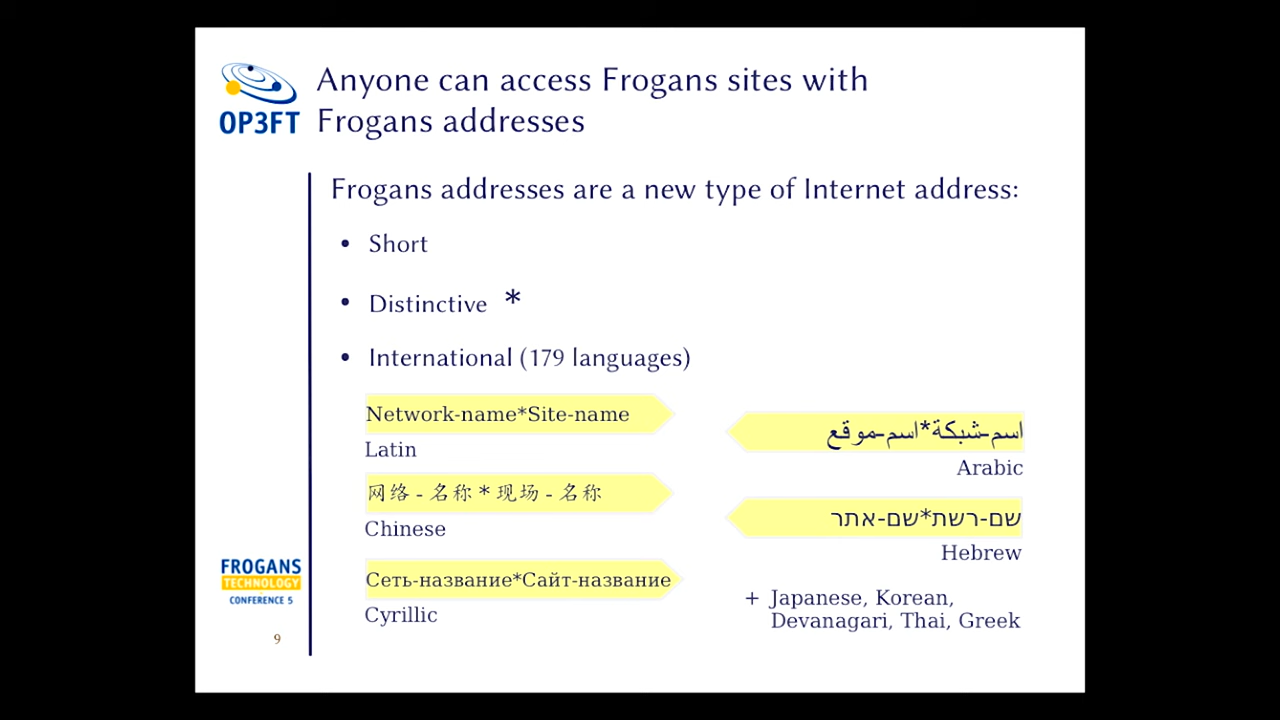 OP3FT
Anyone can access Frogans sites with
Frogans addresses
Frogans addresses are a new type of Internet address:
• Short
• Distinctive *
• International (179 languages)
Network-name*Site-name
Latin
网络 - 名称 * 现场 - 名称
Chinese
Сеть-название*Сайт-название
Cyrillic
اسم-شبكة*اسم-موقع
Arabic
שם-רשת*שם-אתר
Hebrew
+ Japanese, Korean,
Devanagari, Thai, Greek
FROGANS
TECHNOLOGY
CONFERENCE 5
9